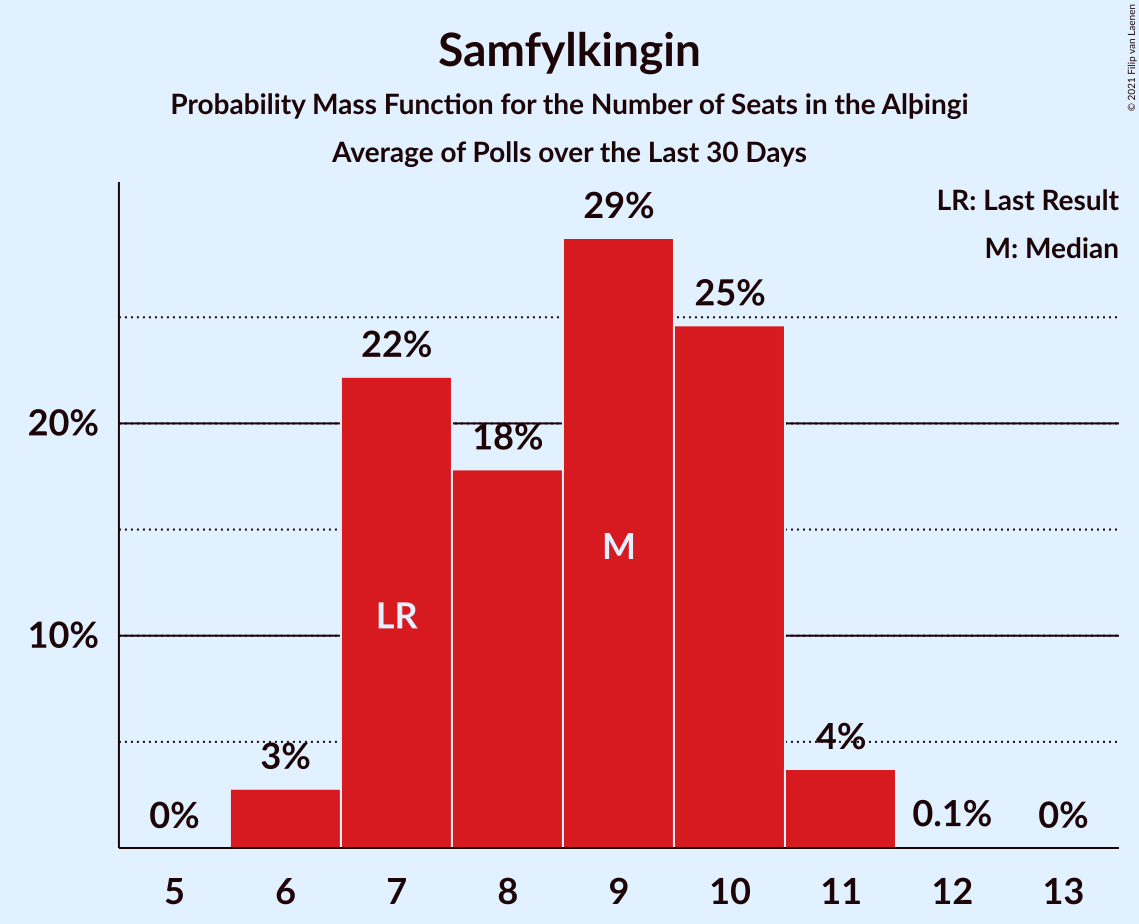 Samfylkingin
Probability Mass Function for the Number of Seats in the Alþingi
Average of Polls over the Last 30 Days
© 2021 Filip van Laenen
LR: Last Result
M: Median
20%
10%
0%
3%
22%
18%
29%
25%
4%
0.1%
0%
LR
M
5 6 7 8 9 10 11 12 13